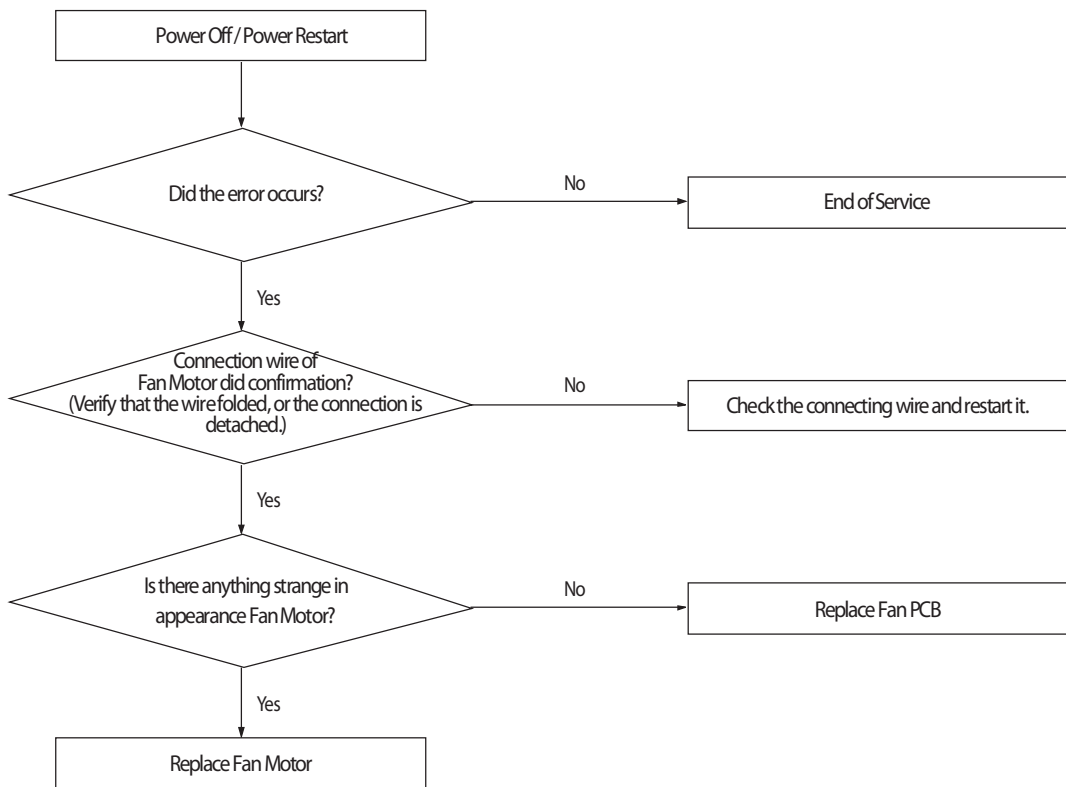 Power Off / Power Restart
Did the error occurs?
No
End of Service
Yes
Connection wire of
Fan Motor did confirmation?
(Verify that the wire folded, or the connection is
detached.)
No
Check the connecting wire and restart it.
Yes
Is there anything strange in
appearance Fan Motor?
No
Replace Fan PCB
Yes
Replace Fan Motor